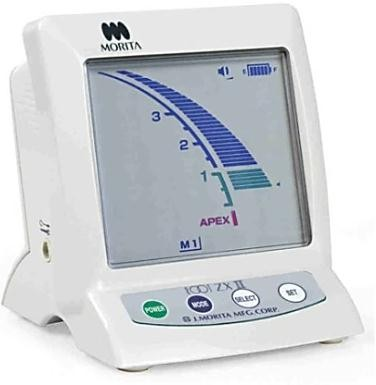 MORITA
E F
3
2
1
APEX
M1
ROOT ZX II
POWER MODE SELECT SET
J.MORITA MFG.CORP.